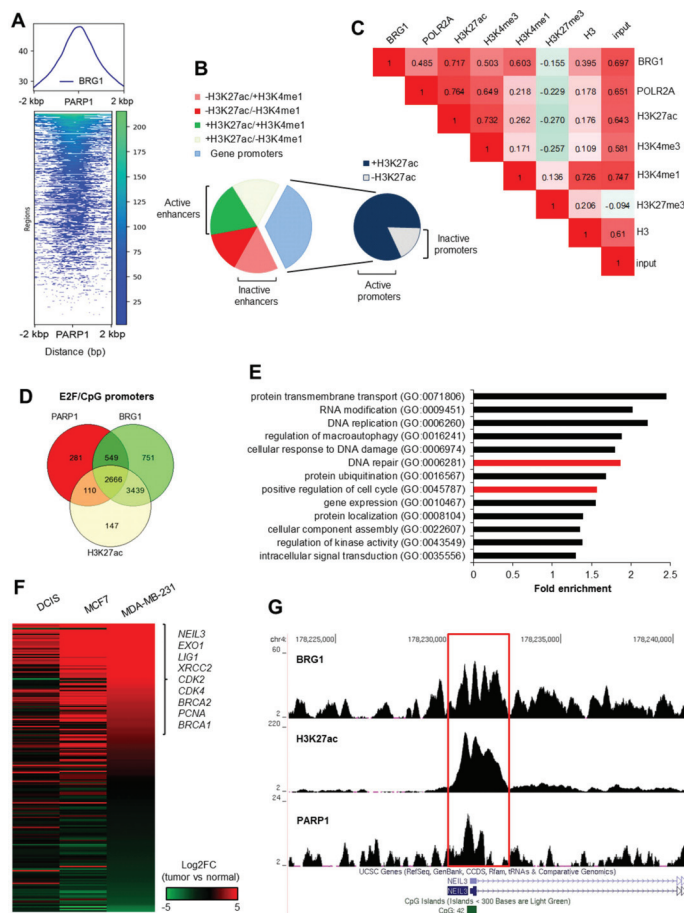 A
40
30
BRG1
-2 kbp
PARP1
2 kbp
Regions
200
175
150
125
100
75
50
25
-2 kbp
PARP1
2 kbp
Distance (bp)
B
-H3K27ac/+H3K4me1
-H3K27ac/-H3K4me1
+H3K27ac/+H3K4me1
+H3K27ac/-H3K4me1
Gene promoters
+H3K27ac
-H3K27ac
Active enhancers
Inactive enhancers
Active promoters
Inactive promoters
C
BRG1 POLR2A H3K27ac H3K4me3 H3K4me1 H3K27me3 H3 input
1 0.485 0.717 0.503 0.603 -0.155 0.395 0.697 BRG1
1 0.764 0.649 0.218 -0.229 0.178 0.651 POLR2A
1 0.732 0.262 -0.270 0.176 0.643 H3K27ac
1 0.171 -0.257 0.109 0.581 H3K4me3
1 0.136 0.726 0.747 H3K4me1
1 0.206 -0.094 H3K27me3
1 0.61 H3
1 input
D
E2F/CpG promoters
PARP1 BRG1
261 549 751
2666
110 3439
147
H3K27ac
E
protein transmembrane transport (GO:0071806)
RNA modification (GO:0009451)
DNA replication (GO:0006260)
regulation of macroautophagy (GO:0016241)
cellular response to DNA damage (GO:0006974)
DNA repair (GO:0006281)
protein ubiquitination (GO:0016567)
positive regulation of cell cycle (GO:0045787)
gene expression (GO:0010467)
protein localization (GO:0008104)
cellular component assembly (GO:0022607)
regulation of kinase activity (GO:0043549)
intracellular signal transduction (GO:0035556)
0 0.5 1 1.5 2 2.5
Fold enrichment
F
DCIS MCF7 MDA-MB-231
NEIL3
EXO1
LIG1
XRCC2
CDK2
CDK4
BRCA2
PCNA
BRCA1
Log2FC
(tumor vs normal)
-5 5
G
chr4: 178,225,000 178,230,000 178,235,000 178,240,000
60
BRG1
2
220
H3K27ac
2
24
PARP1
2
UCSC Genes (RefSeq, GenBank, CCDS, Rfam, tRNAs & Comparative Genomics)
NEIL3
NEIL3
CpG Islands (Islands < 300 Bases are Light Green)
CpG: 42